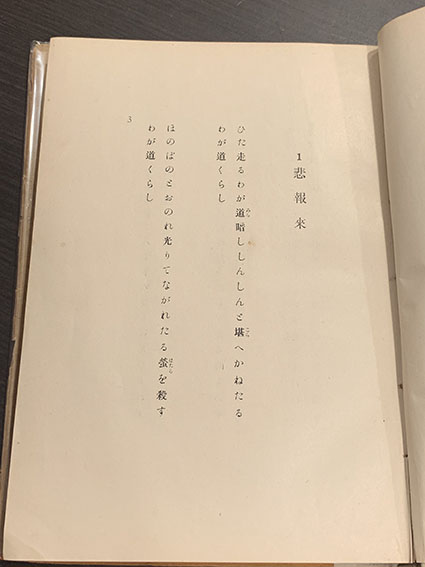 1 悲報来
ひた走るわが道暗ししんしんと堪へかねたる
わが道くらし
ほのぼのとおのれ光りてながれたる螢を殺す
わが道くらし
3